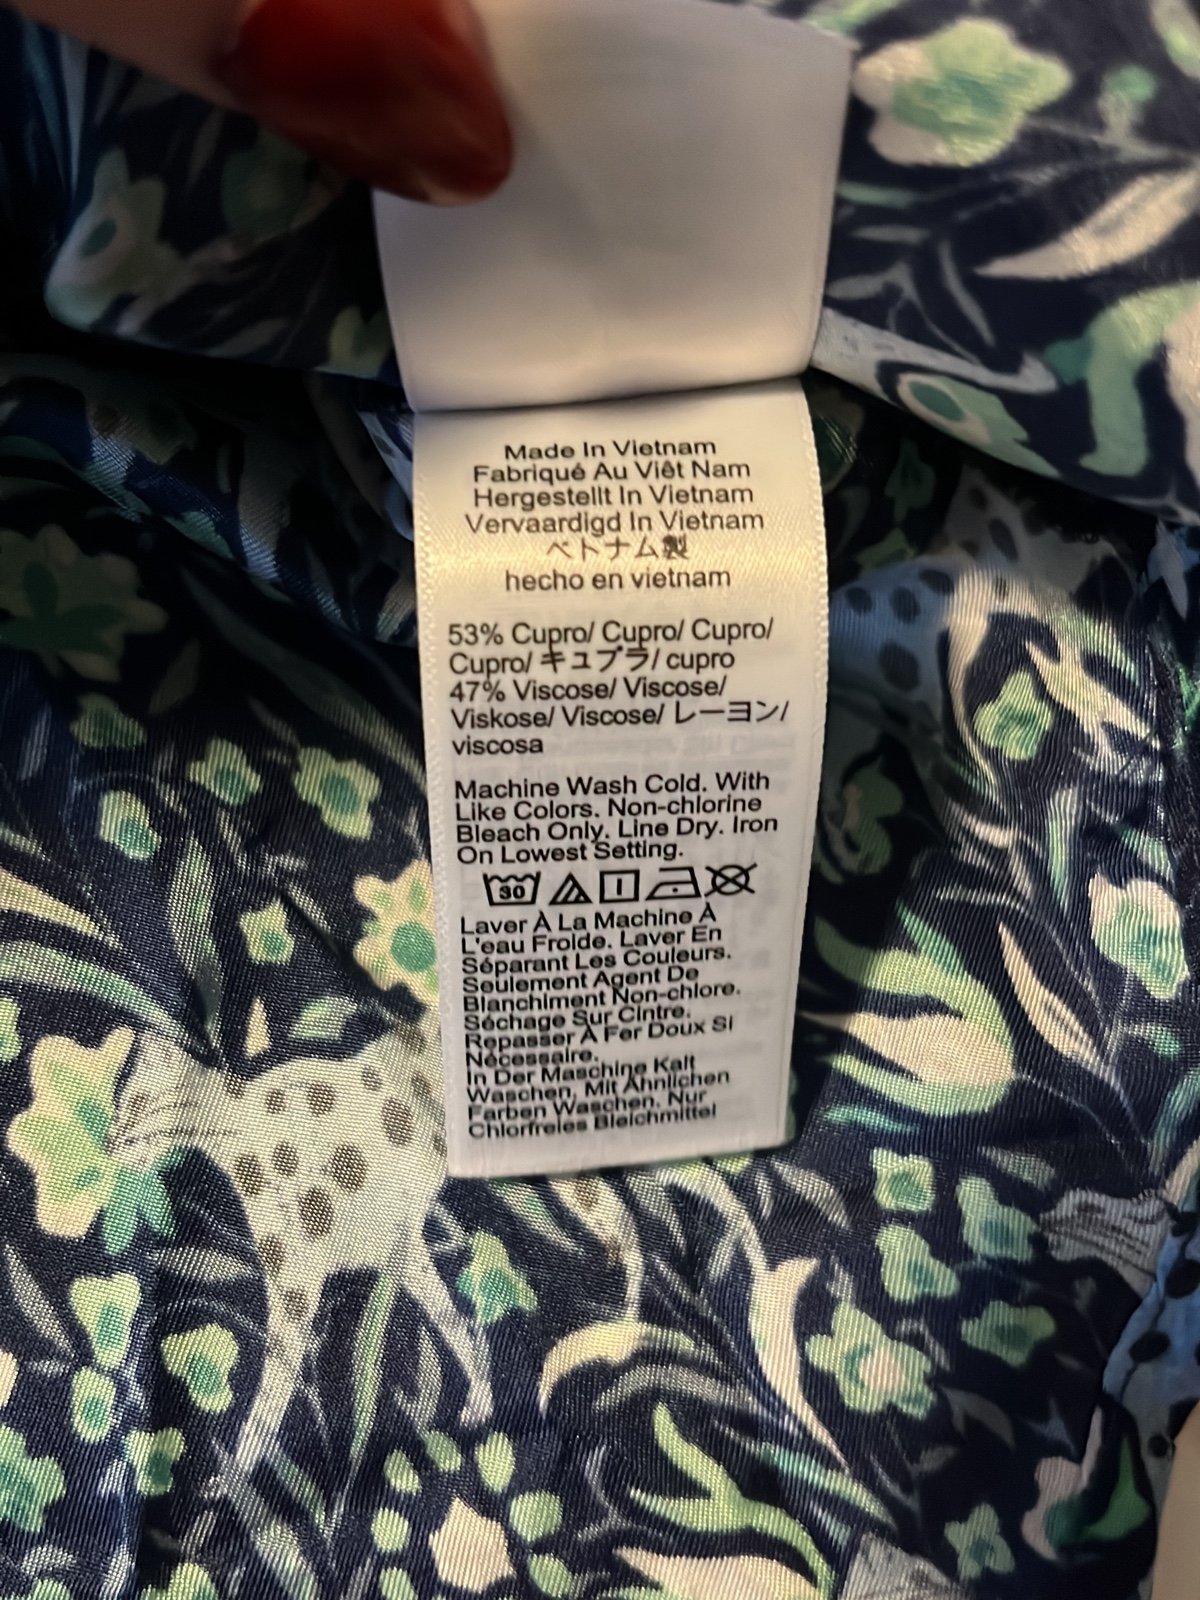 Made In Vietnam
Fabriqué Au Viêt Nam
Hergestellt In Vietnam
Vervaardigd In Vietnam
ベトナム製
hecho en vietnam
53% Cupro/ Cupro/ Cupro/
Cupro/ キュプラ/ cupro
47% Viscose/ Viscose/
Viskose/ Viscose/ レーヨン/
viscosa
Machine Wash Cold. With
Like Colors. Non-chlorine
Bleach Only. Line Dry. Iron
On Lowest Setting.
30
Laver À La Machine À
L'eau Froide. Laver En
Séparant Les Couleurs.
Seulement Agent De
Blanchiment Non-chlore.
Séchage Sur Cintre.
Repasser À Fer Doux Si
Nécessaire.
In Der Maschine Kalt
Waschen, Mit Ähnlichen
Farben Waschen. Nur
Chlorfreies Bleichmittel